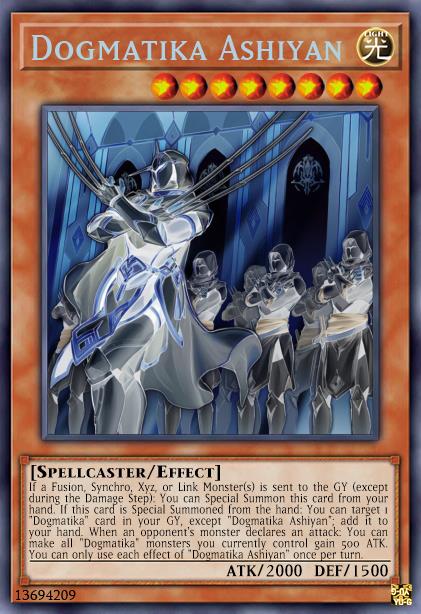 DOGMATIKA ASHIYAN
LIGHT
光
[SPELLCASTER/EFFECT]
If a Fusion, Synchro, Xyz, or Link Monster(s) is sent to the GY (except
during the Damage Step): You can Special Summon this card from your
hand. If this card is Special Summoned from the hand: You can target 1
"Dogmatika" card in your GY, except "Dogmatika Ashiyan"; add it to
your hand. When an opponent's monster declares an attack: You can
make all "Dogmatika" monsters you currently control gain 500 ATK.
You can only use each effect of "Dogmatika Ashiyan" once per turn.
ATK/2000 DEF/1500
13694209